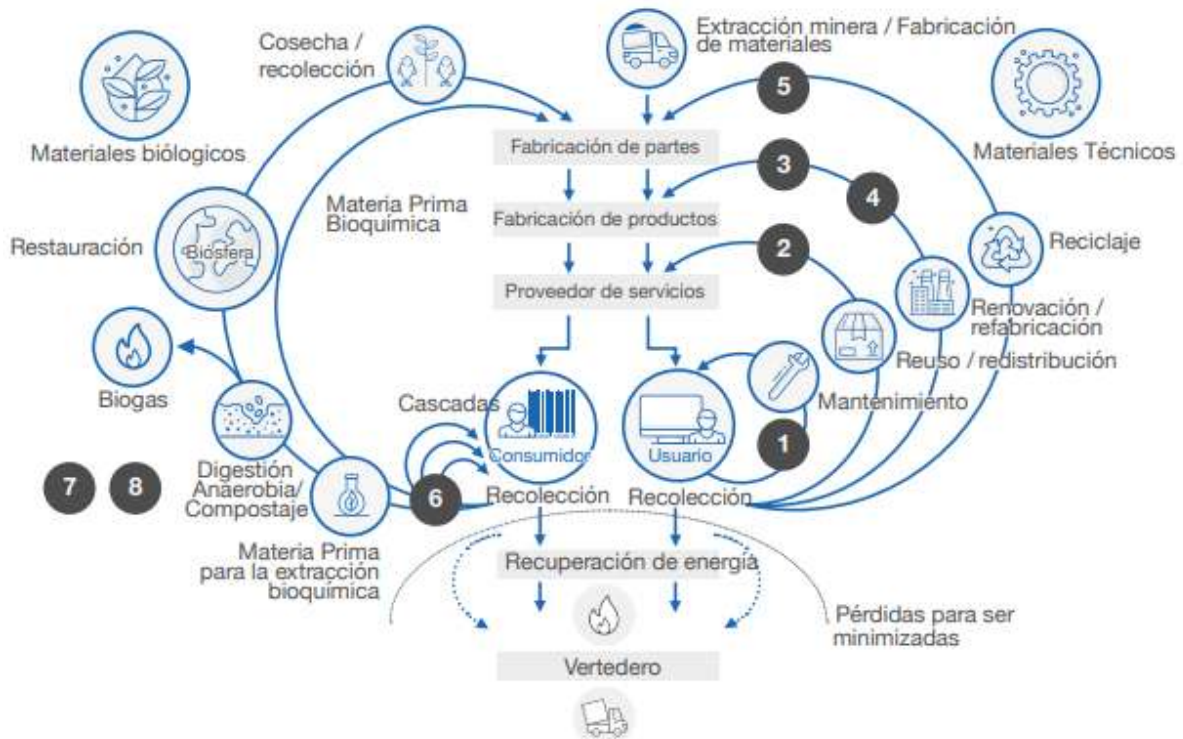 Cosecha /
recolección
Extracción minera / Fabricación
de materiales
5
Materiales biólogicos
Materiales Técnicos
Fabricación de partes
3
4
Materia Prima
Bioquímica
Fabricación de productos
Restauración
Biósfera
2
Reciclaje
Proveedor de servicios
Renovación /
refabricación
Reuso / redistribución
Biogas
Cascadas
Mantenimiento
Consumidor
Usuario
1
Digestión
Anaerobia/
Compostaje
7
8
6
Recolección
Recolección
Materia Prima
para la extracción
bioquímica
Recuperación de energía
Pérdidas para ser
minimizadas
Vertedero